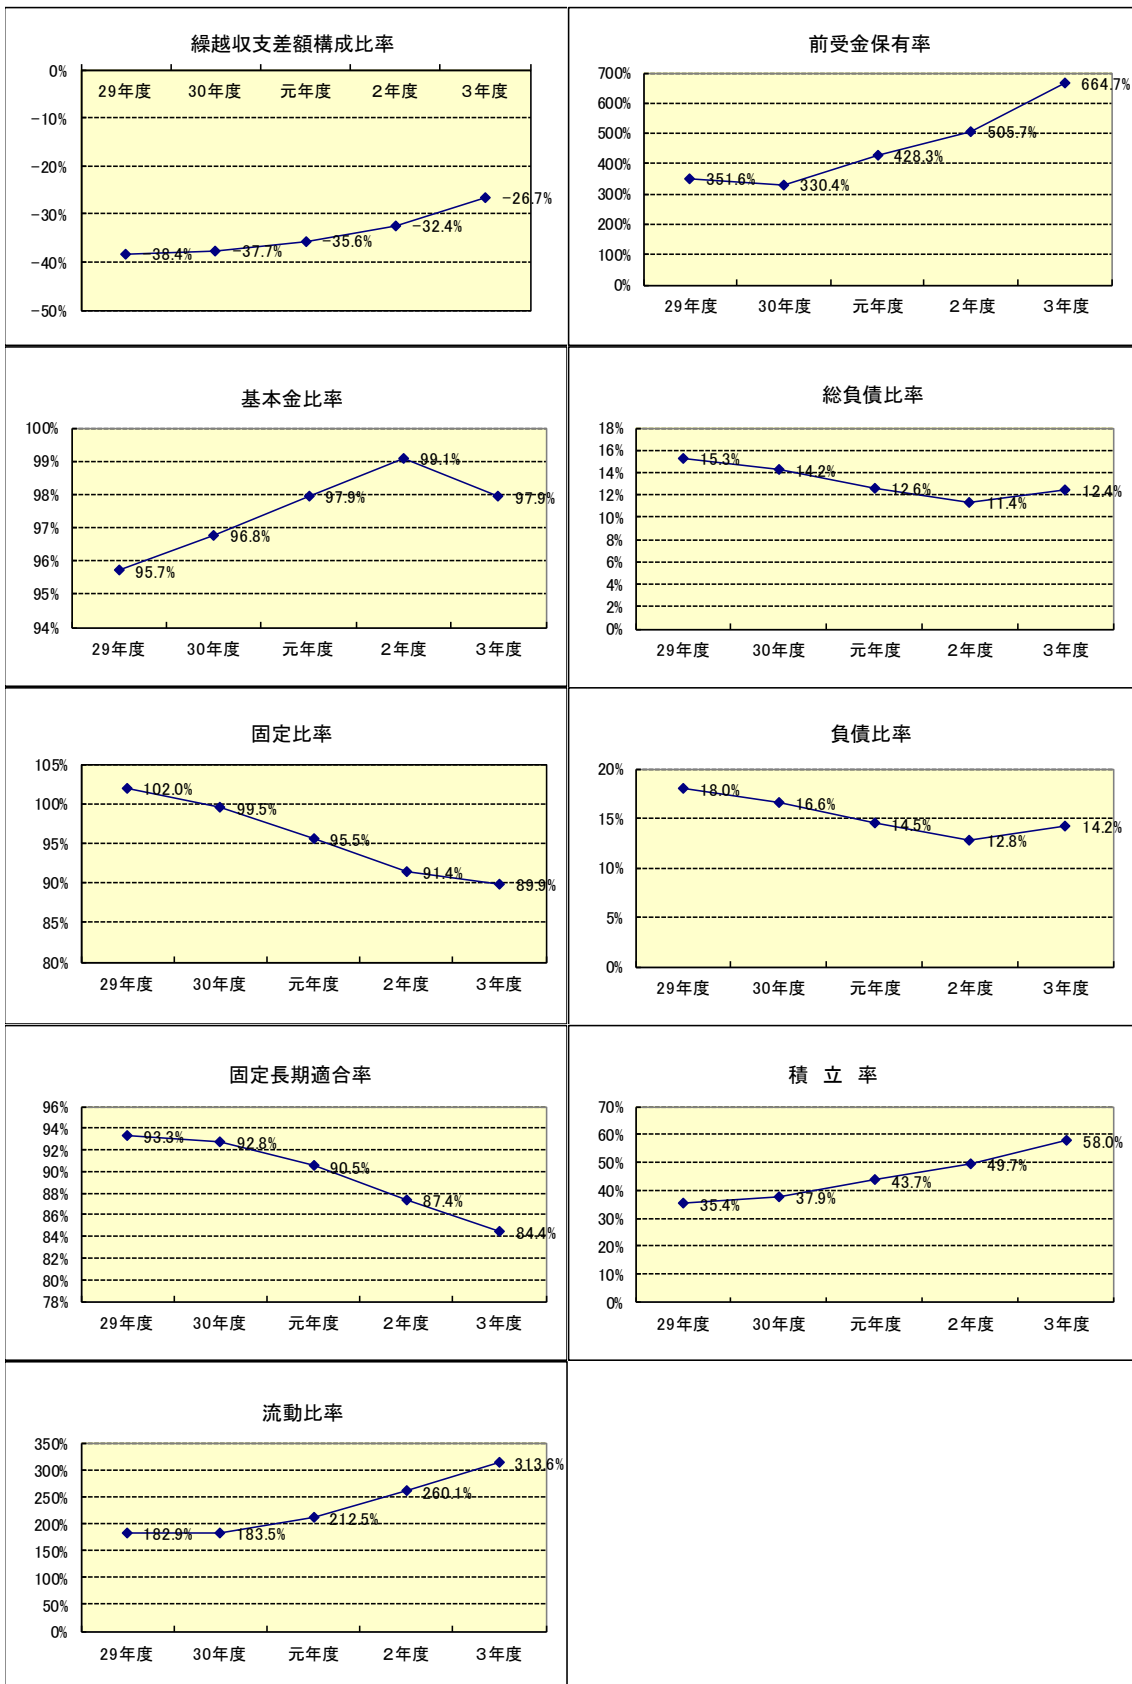 繰越収支差額構成比率
0%
-10%
-20%
-30%
-40%
-50%
29年度 30年度 元年度 2年度 3年度
-38.4% -37.7% -35.6% -32.4% -26.7%
前受金保有率
700%
600%
500%
400%
300%
200%
100%
0%
351.6% 330.4% 428.3% 505.7% 664.7%
29年度 30年度 元年度 2年度 3年度
基本金比率
100%
99%
98%
97%
96%
95%
94%
95.7% 96.8% 97.9% 99.1% 97.9%
29年度 30年度 元年度 2年度 3年度
総負債比率
18%
16%
14%
12%
10%
8%
6%
4%
2%
0%
15.3% 14.2% 12.6% 11.4% 12.4%
29年度 30年度 元年度 2年度 3年度
固定比率
105%
100%
95%
90%
85%
80%
102.0% 99.5% 95.5% 91.4% 89.9%
29年度 30年度 元年度 2年度 3年度
負債比率
20%
15%
10%
5%
0%
18.0% 16.6% 14.5% 12.8% 14.2%
29年度 30年度 元年度 2年度 3年度
固定長期適合率
96%
94%
92%
90%
88%
86%
84%
82%
80%
78%
93.3% 92.8% 90.5% 87.4% 84.4%
29年度 30年度 元年度 2年度 3年度
積 立 率
70%
60%
50%
40%
30%
20%
10%
0%
35.4% 37.9% 43.7% 49.7% 58.0%
29年度 30年度 元年度 2年度 3年度
流動比率
350%
300%
250%
200%
150%
100%
50%
0%
182.9% 183.5% 212.5% 260.1% 313.6%
29年度 30年度 元年度 2年度 3年度